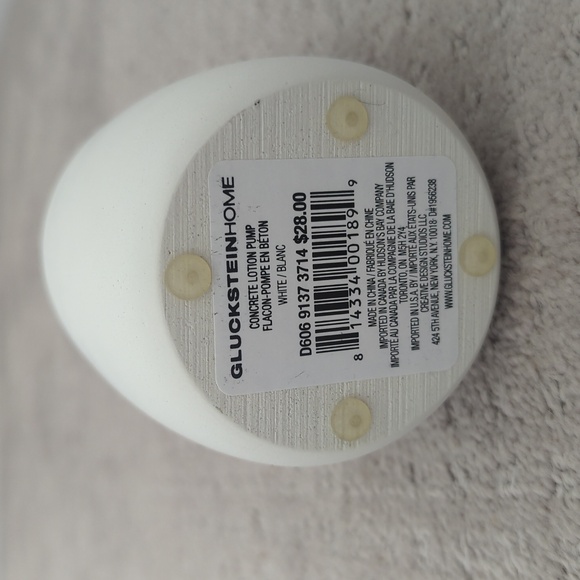 GLUCKSTEINHOME
CONCRETE LOTION PUMP
FLACON-POMPE EN BÉTON
WHITE / BLANC
D606 9137 3714 $28.00
8 14334 00189 9
MADE IN CHINA / FABRIQUÉ EN CHINE
IMPORTED IN CANADA BY HUDSON'S BAY COMPANY
IMPORTÉ AU CANADA PAR LA COMPAGNIE DE LA BAIE D'HUDSON
TORONTO, ON M6H 2Y4
IMPORTED IN U.S.A. BY / IMPORTÉ AUX ÉTATS-UNIS PAR
CREATIVE DESIGN STUDIOS LLC
424 5TH AVENUE, NEW YORK, N.Y. 10018 D#1956238
WWW.GLUCKSTEINHOME.COM